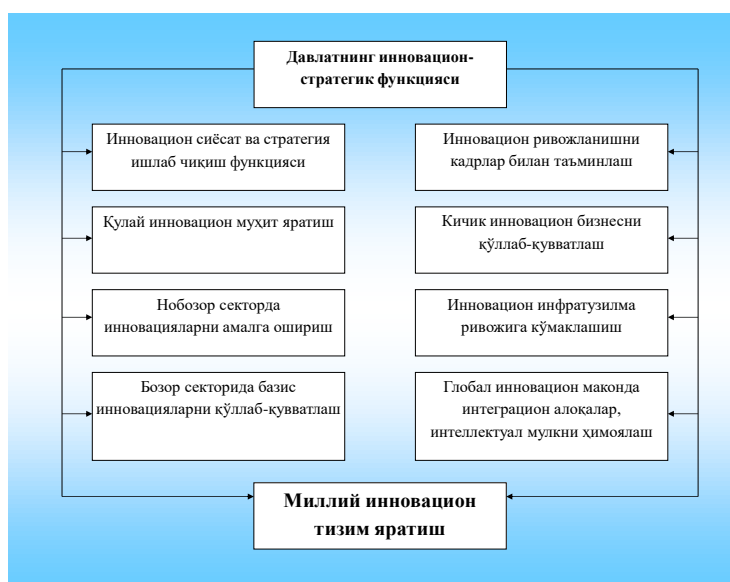 Давлатнинг инновацион-
стратегик функцияси
Инновацион сиёсат ва стратегия
ишлаб чиқиш функцияси
Инновацион ривожланишни
кадрлар билан таъминлаш
Қулай инновацион муҳит яратиш
Кичик инновацион бизнесни
қўллаб-қувватлаш
Нобозор секторда
инновацияларни амалга ошириш
Инновацион инфратузилма
ривожига кўмаклашиш
Бозор секторида базис
инновацияларни қўллаб-қувватлаш
Глобал инновацион маконда
интеграцион алоқалар,
интеллектуал мулкни ҳимоялаш
Миллий инновацион
тизим яратиш